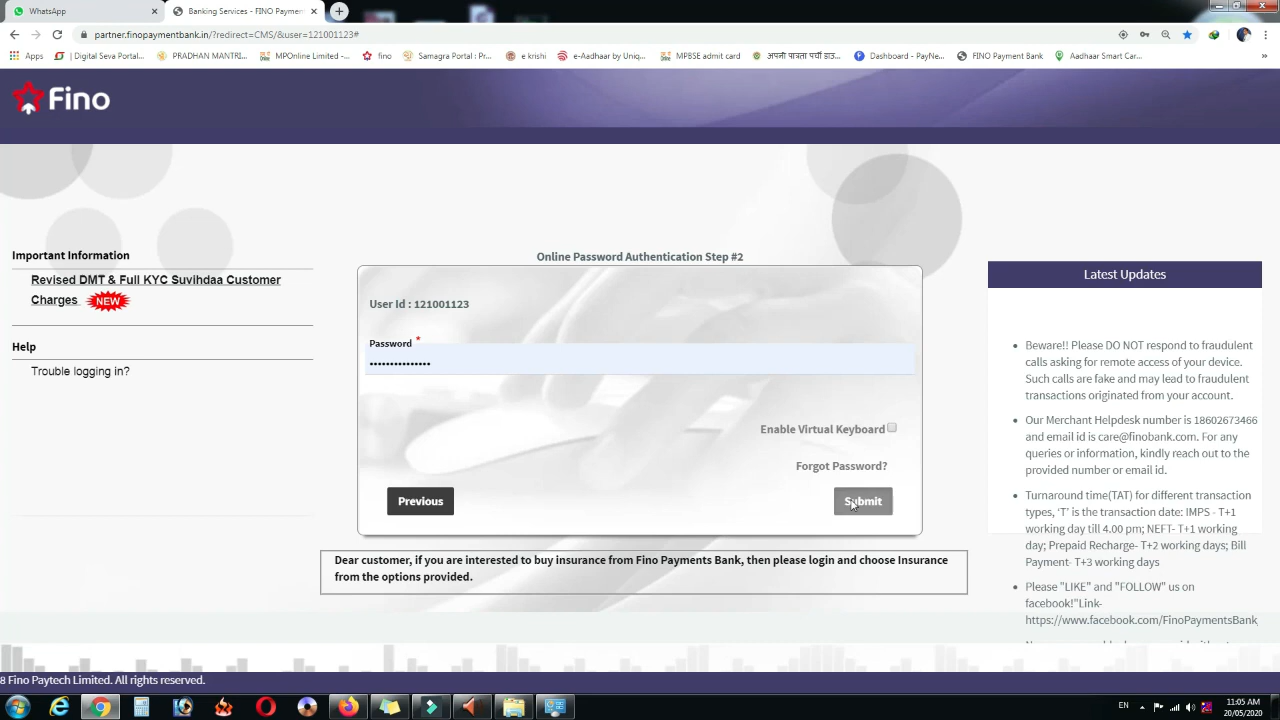 WhatsApp
Banking Services - FINO Paymen
partner.finopaymentbank.in/?redirect=CMS/&user=121001123#
Apps
| Digital Seva Portal...
PRADHAN MANTRI...
MPOnline Limited -...
fino
Samagra Portal : Pr...
e krishi
e-Aadhaar by Uniq...
MPBSE admit card
अपनी पात्रता पर्ची डाउ...
Dashboard - PayNe...
FINO Payment Bank
Aadhaar Smart Car...
»
Fino
Important Information
Revised DMT & Full KYC Suvihdaa Customer
Charges NEW
Help
Trouble logging in?
Online Password Authentication Step #2
User Id : 121001123
Password *
•••••••••••••••
Enable Virtual Keyboard
Forgot Password?
Previous
Submit
Dear customer, if you are interested to buy insurance from Fino Payments Bank, then please login and choose Insurance
from the options provided.
Latest Updates
• Beware!! Please DO NOT respond to fraudulent
calls asking for remote access of your device.
Such calls are fake and may lead to fraudulent
transactions originated from your account.
• Our Merchant Helpdesk number is 18602673466
and email id is care@finobank.com. For any
queries or information, kindly reach out to the
provided number or email id.
• Turnaround time(TAT) for different transaction
types, ‘T’ is the transaction date: IMPS - T+1
working day till 4.00 pm; NEFT- T+1 working
day; Prepaid Recharge- T+2 working days; Bill
Payment- T+3 working days
• Please "LIKE" and "FOLLOW" us on
facebook!"Link-
https://www.facebook.com/FinoPaymentsBank
8 Fino Paytech Limited. All rights reserved.
EN
11:05 AM
20/05/2020